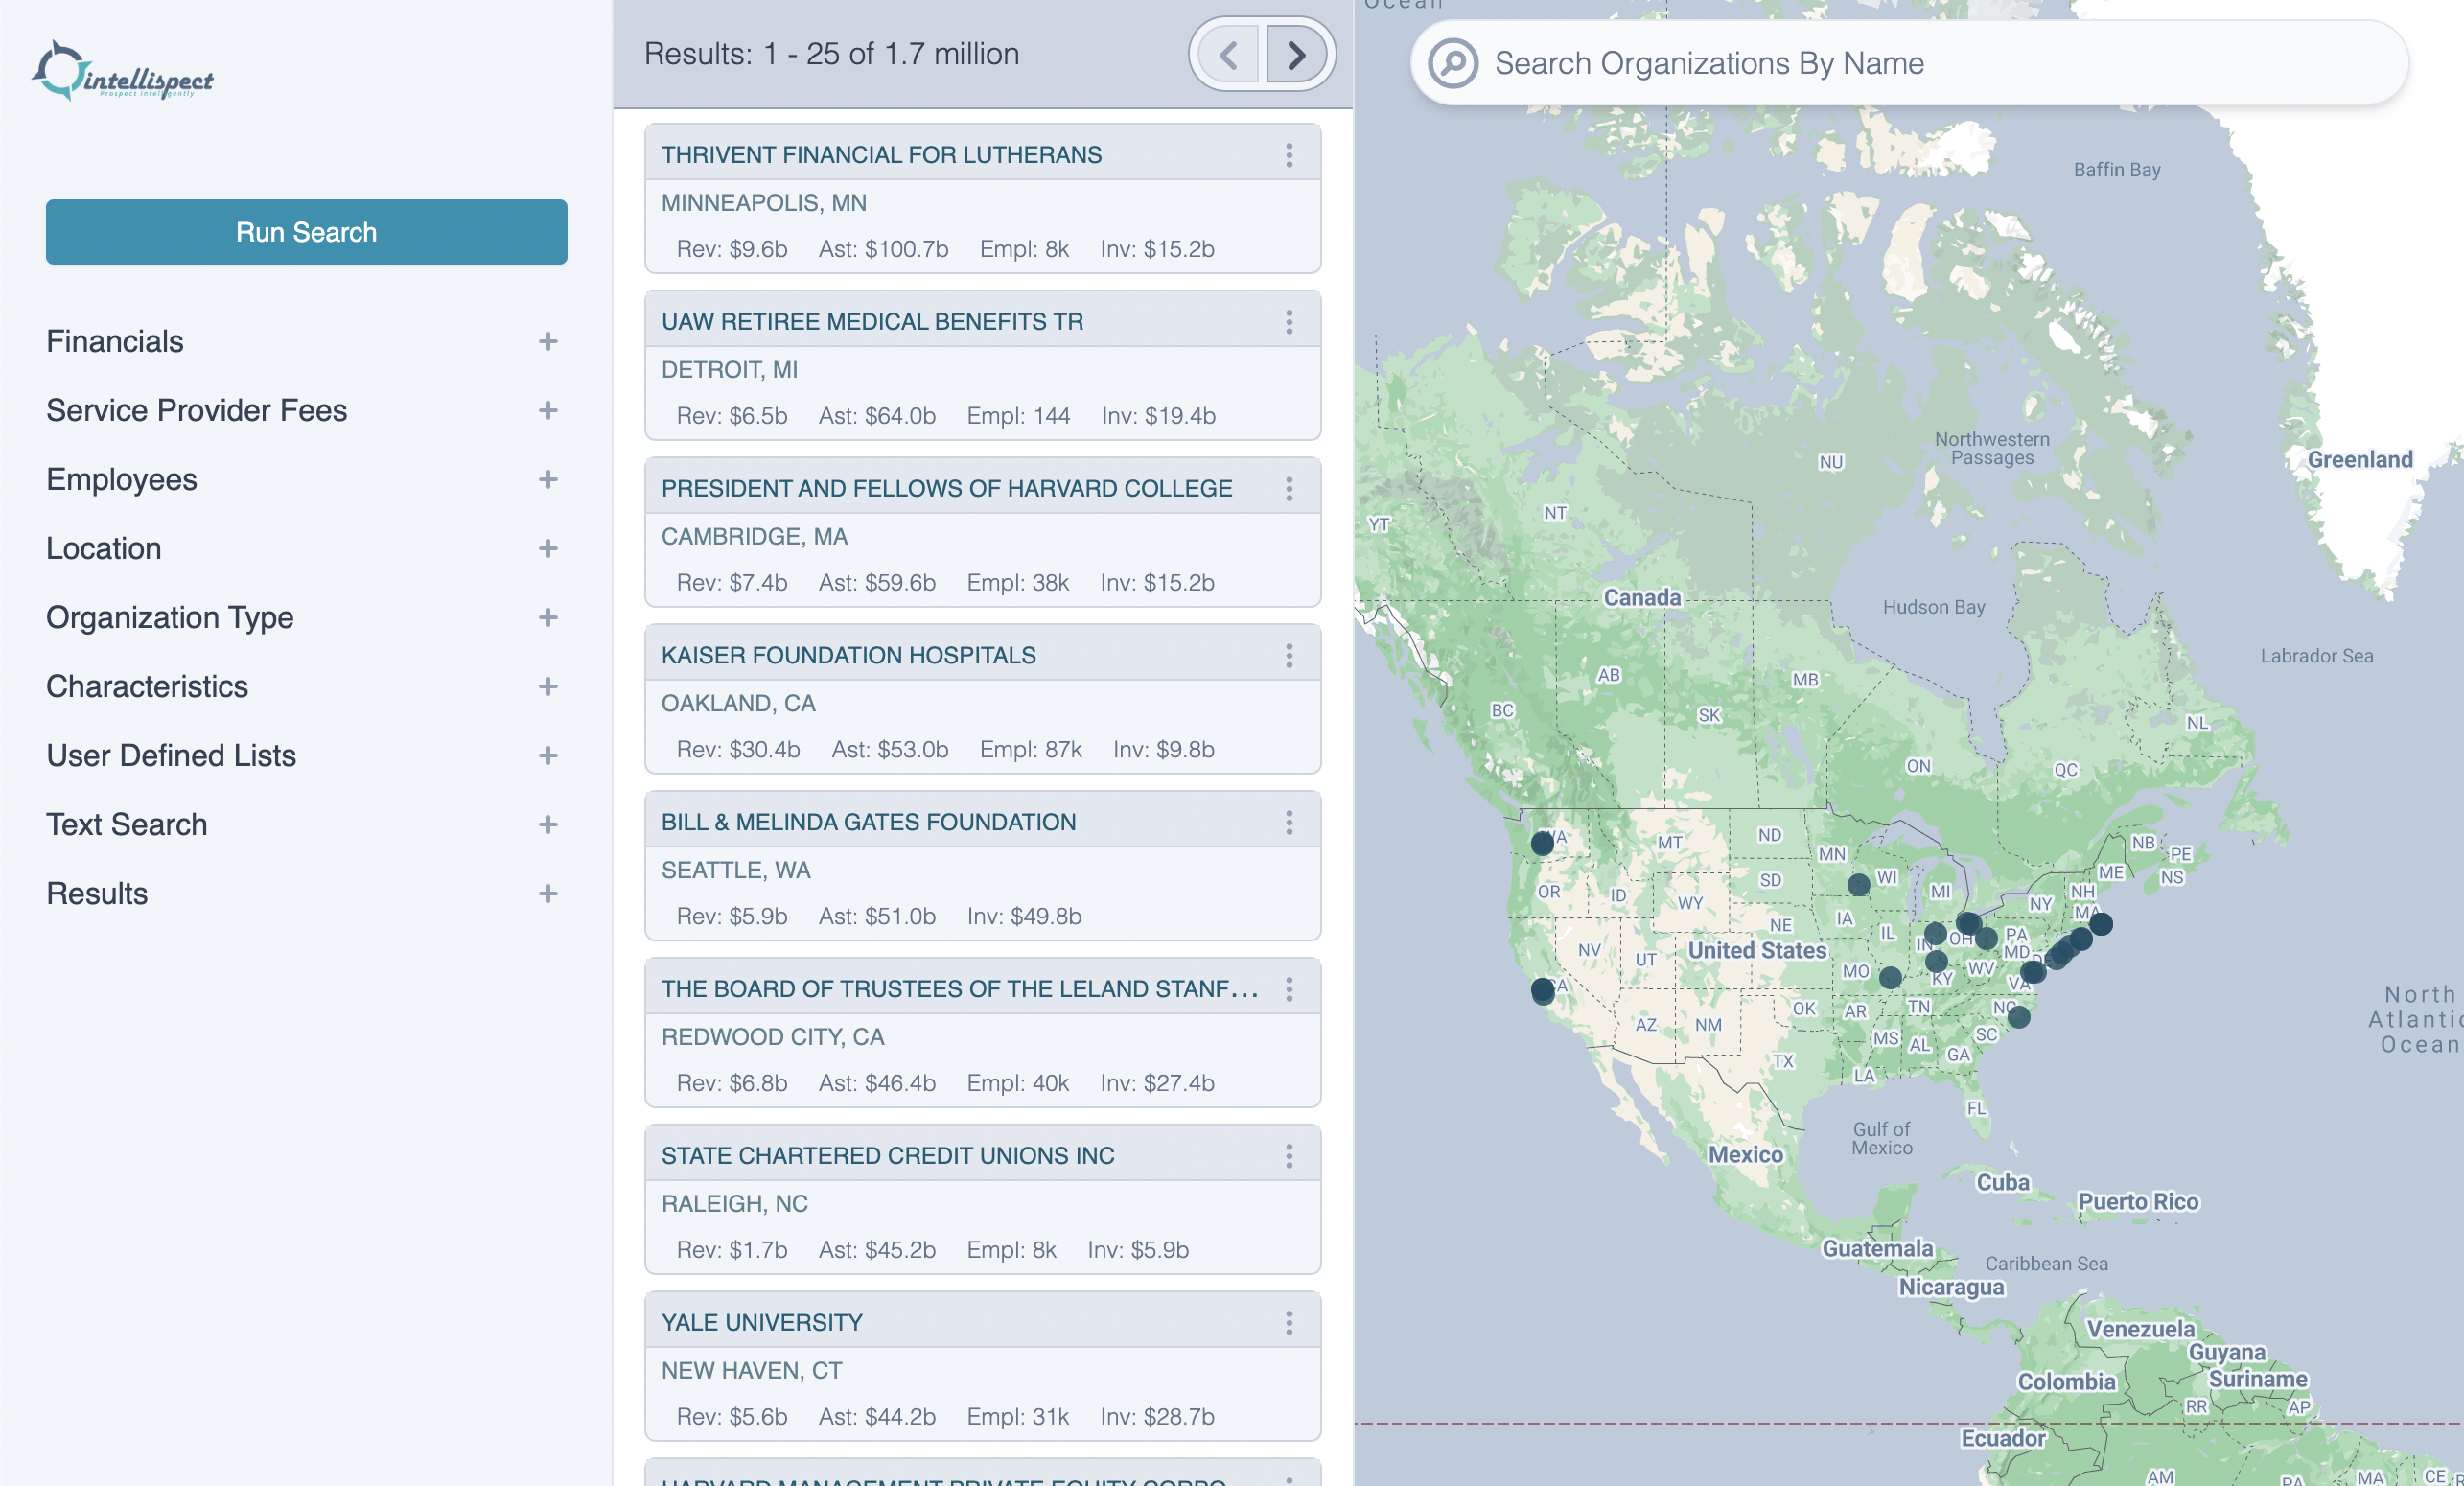 intellispect
Prospect Intelligently
Run Search
Financials
Service Provider Fees
Employees
Location
Organization Type
Characteristics
User Defined Lists
Text Search
Results
Results: 1 - 25 of 1.7 million
THRIVENT FINANCIAL FOR LUTHERANS
MINNEAPOLIS, MN
Rev: $9.6b Ast: $100.7b Empl: 8k Inv: $15.2b
UAW RETIREE MEDICAL BENEFITS TR
DETROIT, MI
Rev: $6.5b Ast: $64.0b Empl: 144 Inv: $19.4b
PRESIDENT AND FELLOWS OF HARVARD COLLEGE
CAMBRIDGE, MA
Rev: $7.4b Ast: $59.6b Empl: 38k Inv: $15.2b
KAISER FOUNDATION HOSPITALS
OAKLAND, CA
Rev: $30.4b Ast: $53.0b Empl: 87k Inv: $9.8b
BILL & MELINDA GATES FOUNDATION
SEATTLE, WA
Rev: $5.9b Ast: $51.0b Inv: $49.8b
THE BOARD OF TRUSTEES OF THE LELAND STANF...
REDWOOD CITY, CA
Rev: $6.8b Ast: $46.4b Empl: 40k Inv: $27.4b
STATE CHARTERED CREDIT UNIONS INC
RALEIGH, NC
Rev: $1.7b Ast: $45.2b Empl: 8k Inv: $5.9b
YALE UNIVERSITY
NEW HAVEN, CT
Rev: $5.6b Ast: $44.2b Empl: 31k Inv: $28.7b
HARVARD MANAGEMENT PRIVATE EQUITY CORPO
Ocean
Search Organizations By Name
Baffin Bay
Northwestern
Passages
NU
Greenland
NT
YT
Canada
Hudson Bay
Labrador Sea
AB
MB
BC
SK
NL
ON
QC
WA
MT
ND
MN
NB
PE
OR
ID
SD
WI
MI
ME
NS
WY
NH
NY
IA
MA
NE
NV
UT
United States
IL
IN
OH
PA
MD
DE
MO
KY
WV
VA
CA
AZ
NM
OK
AR
TN
NC
SC
MS
AL
GA
TX
LA
FL
North
Atlantic
Ocean
Gulf of
Mexico
Mexico
Cuba
Puerto Rico
Guatemala
Caribbean Sea
Nicaragua
Venezuela
Guyana
Suriname
Colombia
RR
AP
Ecuador
AM
PA
MA
CE